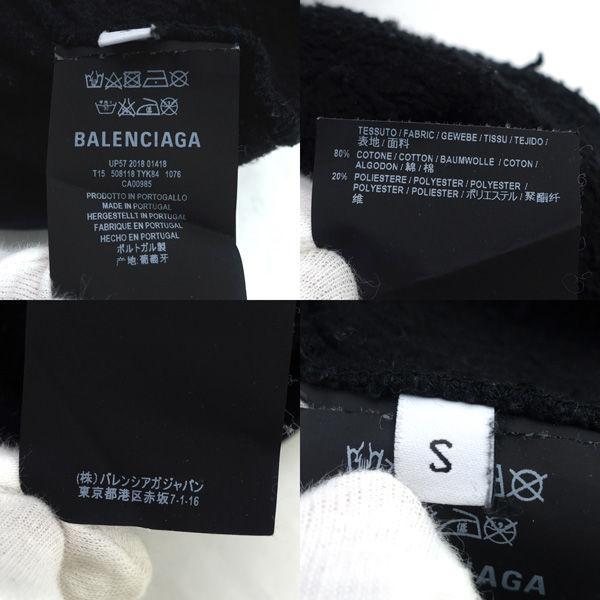 BALENCIAGA
UP57 2018 01418
T15 508118 TYK84 1076
CA00985
PRODOTTO IN PORTOGALLO
MADE IN PORTUGAL
HERGESTELLT IN PORTUGAL
FABRIQUE EN PORTUGAL
HECHO EN PORTUGAL
ポルトガル製
产地:葡萄牙
TESSUTO / FABRIC / GEWEBE / TISSU / TEJIDO /
表地 / 面料
80% COTONE / COTTON / BAUMWOLLE / COTON /
ALGODON / 綿 / 棉
20% POLIESTERE / POLYESTER / POLYESTER /
POLYESTER / POLIESTER / ポリエステル / 聚酯纤
维
(株) バレンシアガジャパン
東京都港区赤坂7-1-16
S
CIAGA